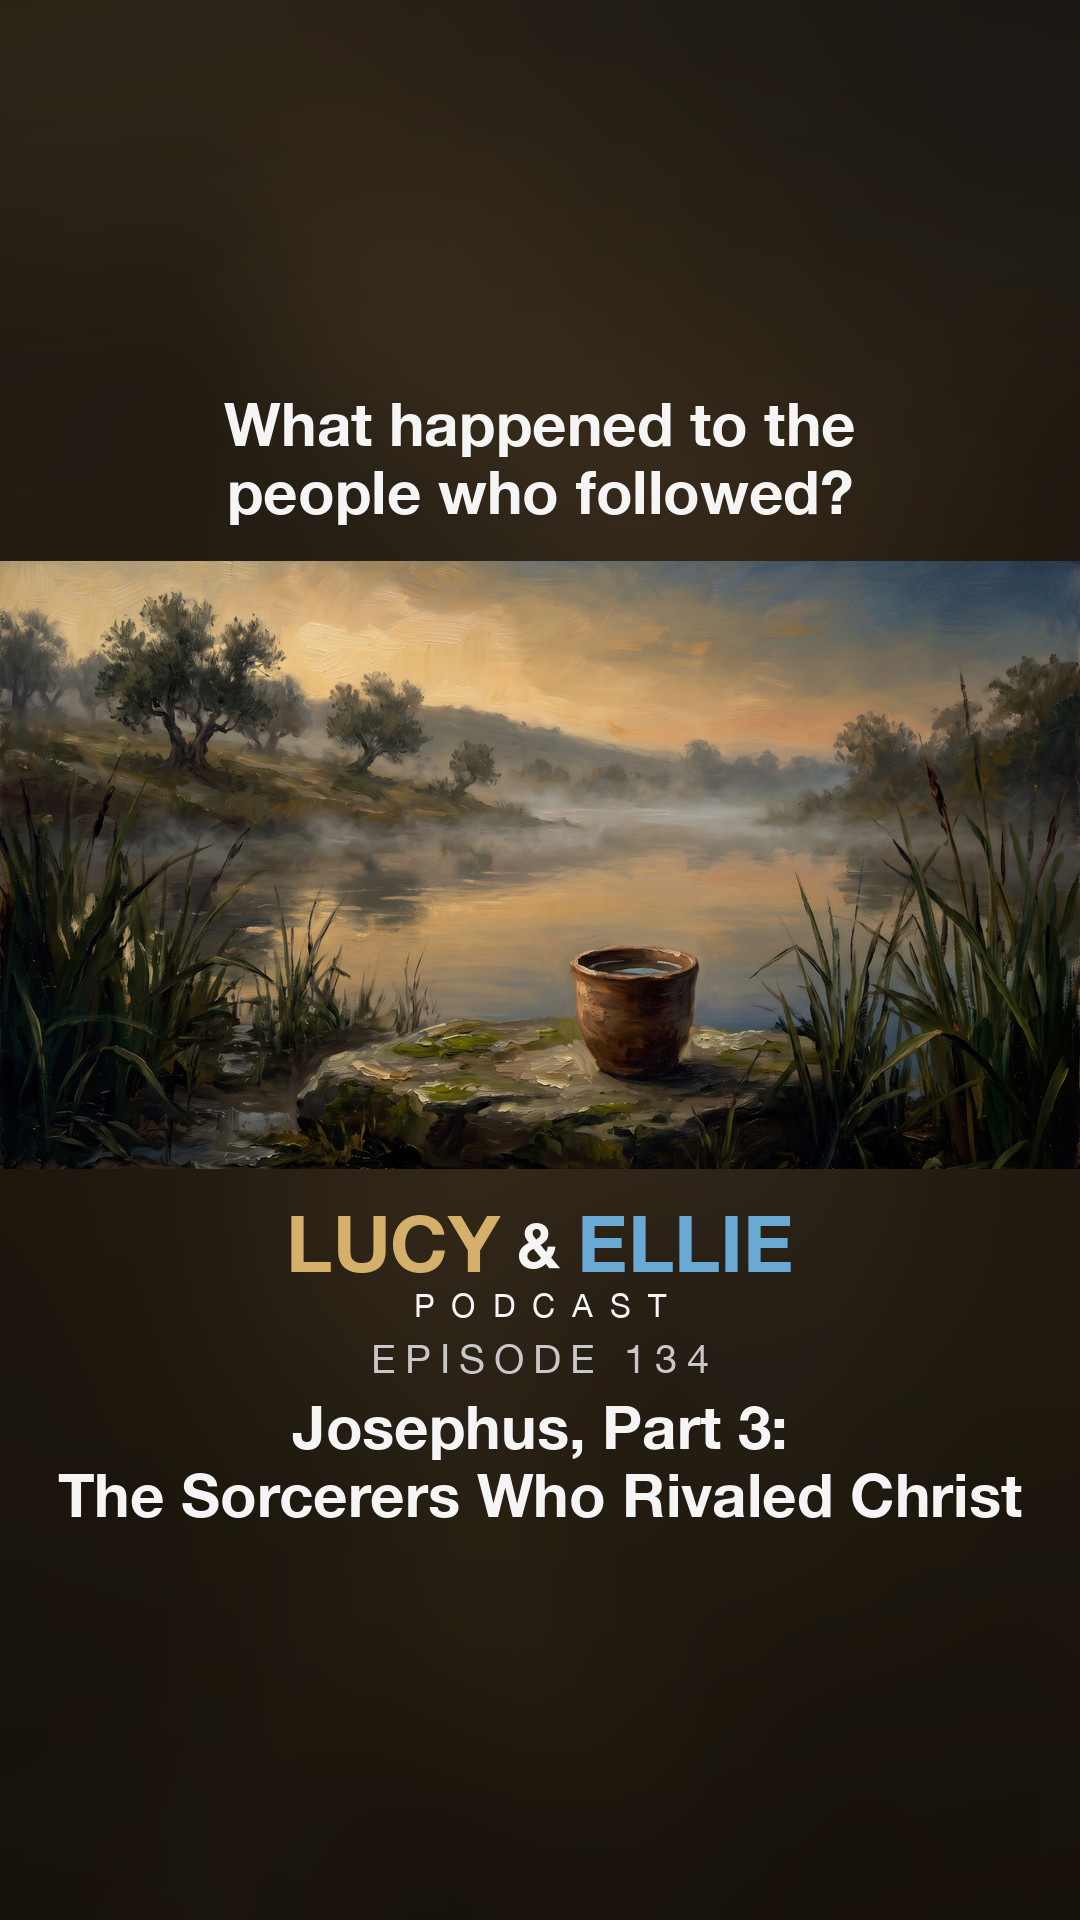 What happened to the
people who followed?
LUCY & ELLIE
PODCAST
EPISODE 134
Josephus, Part 3:
The Sorcerers Who Rivaled Christ